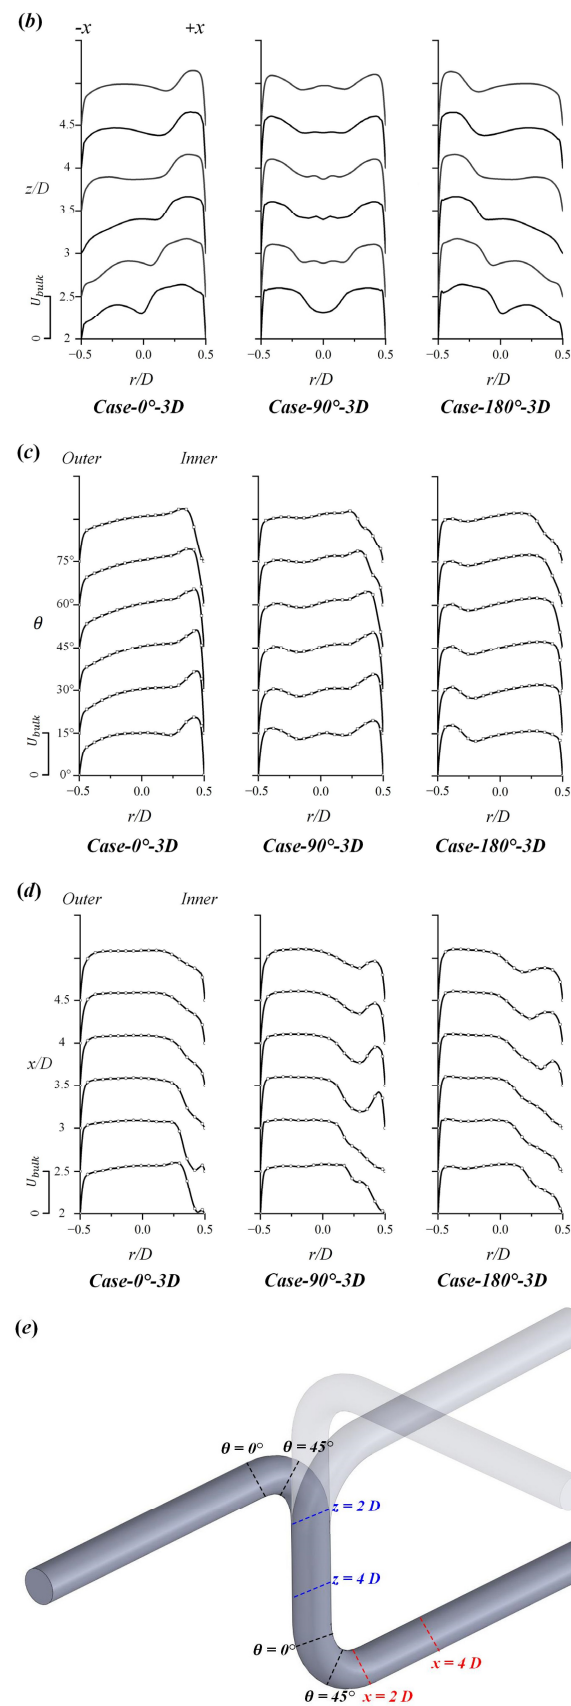 (b)
-x +x
4.5
4
z/D 3.5
3
U_bulk 2.5
0 2
−0.5 0.0 0.5 −0.5 0.0 0.5 −0.5 0.0 0.5
r/D r/D r/D
Case-0°-3D Case-90°-3D Case-180°-3D
(c) Outer Inner
75°
60°
θ 45°
30°
U_bulk 15°
0 0°
−0.5 0.0 0.5 −0.5 0.0 0.5 −0.5 0.0 0.5
r/D r/D r/D
Case-0°-3D Case-90°-3D Case-180°-3D
(d) Outer Inner
4.5
4
x/D 3.5
3
U_bulk 2.5
0 2
−0.5 0.0 0.5 −0.5 0.0 0.5 −0.5 0.0 0.5
r/D r/D r/D
Case-0°-3D Case-90°-3D Case-180°-3D
(e)
θ = 0° θ = 45°
z = 2 D
z = 4 D
θ = 0°
x = 4 D
θ = 45° x = 2 D